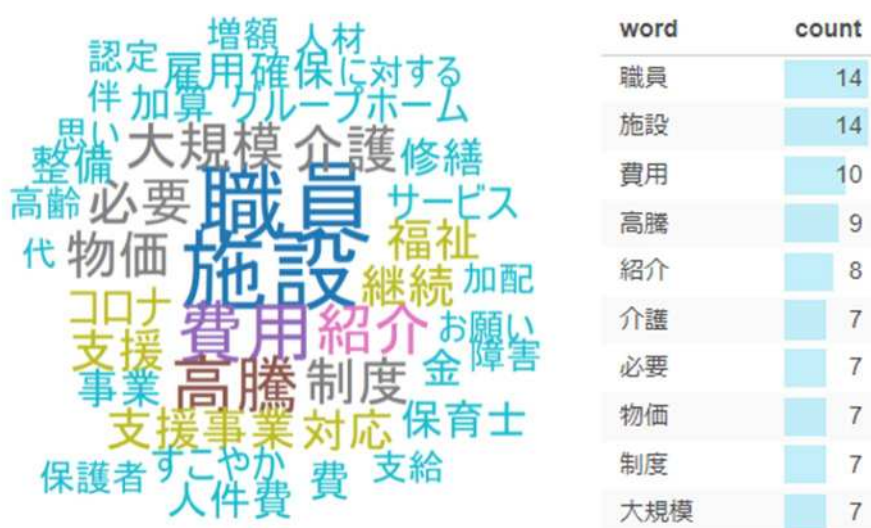 増額 人材
認定 雇用確保 に対する
伴 加算 グループホーム
思い 大規模 介護 修繕
整備
高齢 必要 職員 サービス
代 物価 施設 福祉
継続 加配
コロナ 費用 紹介 お願い
支援 障害
事業 高騰 制度 金
支援事業 対応 保育士
保護者 すこやか 支給
人件費 費
word count
職員 14
施設 14
費用 10
高騰 9
紹介 8
介護 7
必要 7
物価 7
制度 7
大規模 7